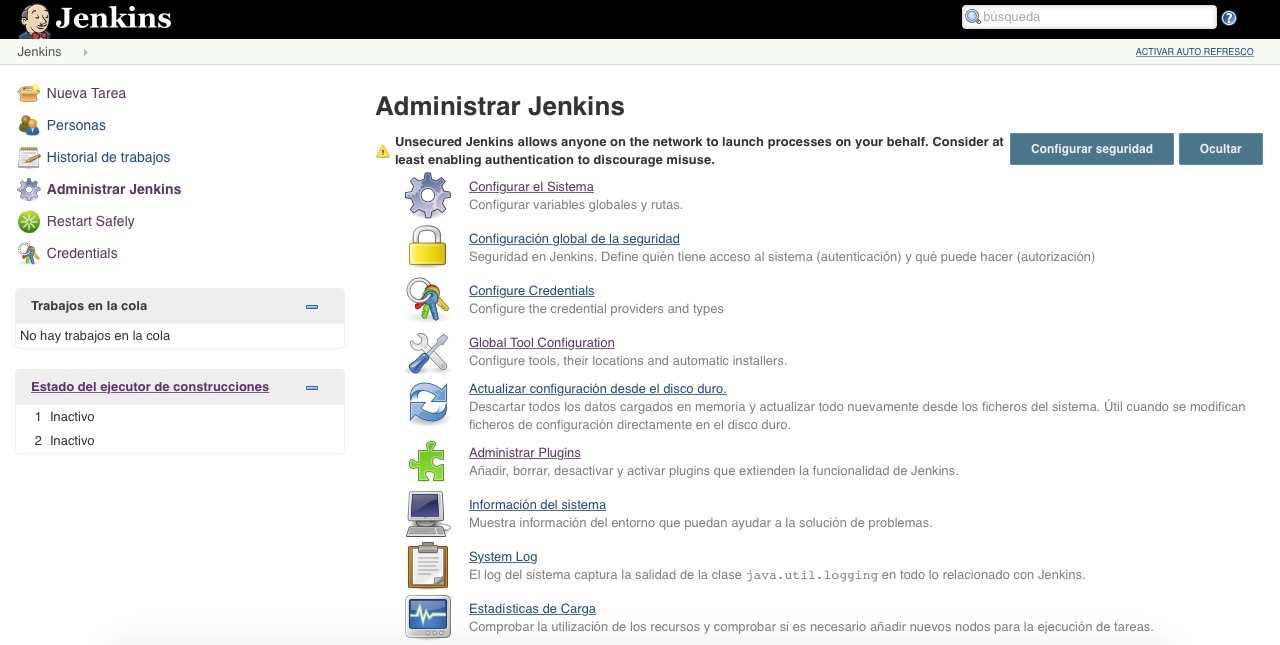 Jenkins
búsqueda
Jenkins
ACTIVAR AUTO REFRESCO
Nueva Tarea
Personas
Historial de trabajos
Administrar Jenkins
Restart Safely
Credentials
Trabajos en la cola
No hay trabajos en la cola
Estado del ejecutor de construcciones
1 Inactivo
2 Inactivo
Administrar Jenkins
Unsecured Jenkins allows anyone on the network to launch processes on your behalf. Consider at
least enabling authentication to discourage misuse.
Configurar seguridad
Ocultar
Configurar el Sistema
Configurar variables globales y rutas.
Configuración global de la seguridad
Seguridad en Jenkins. Define quién tiene acceso al sistema (autenticación) y qué puede hacer (autorización)
Configure Credentials
Configure the credential providers and types
Global Tool Configuration
Configure tools, their locations and automatic installers.
Actualizar configuración desde el disco duro.
Descartar todos los datos cargados en memoria y actualizar todo nuevamente desde los ficheros del sistema. Útil cuando se modifican
ficheros de configuración directamente en el disco duro.
Administrar Plugins
Añadir, borrar, desactivar y activar plugins que extienden la funcionalidad de Jenkins.
Información del sistema
Muestra información del entorno que puedan ayudar a la solución de problemas.
System Log
El log del sistema captura la salida de la clase java.util.logging en todo lo relacionado con Jenkins.
Estadísticas de Carga
Comprobar la utilización de los recursos y comprobar si es necesario añadir nuevos nodos para la ejecución de tareas.